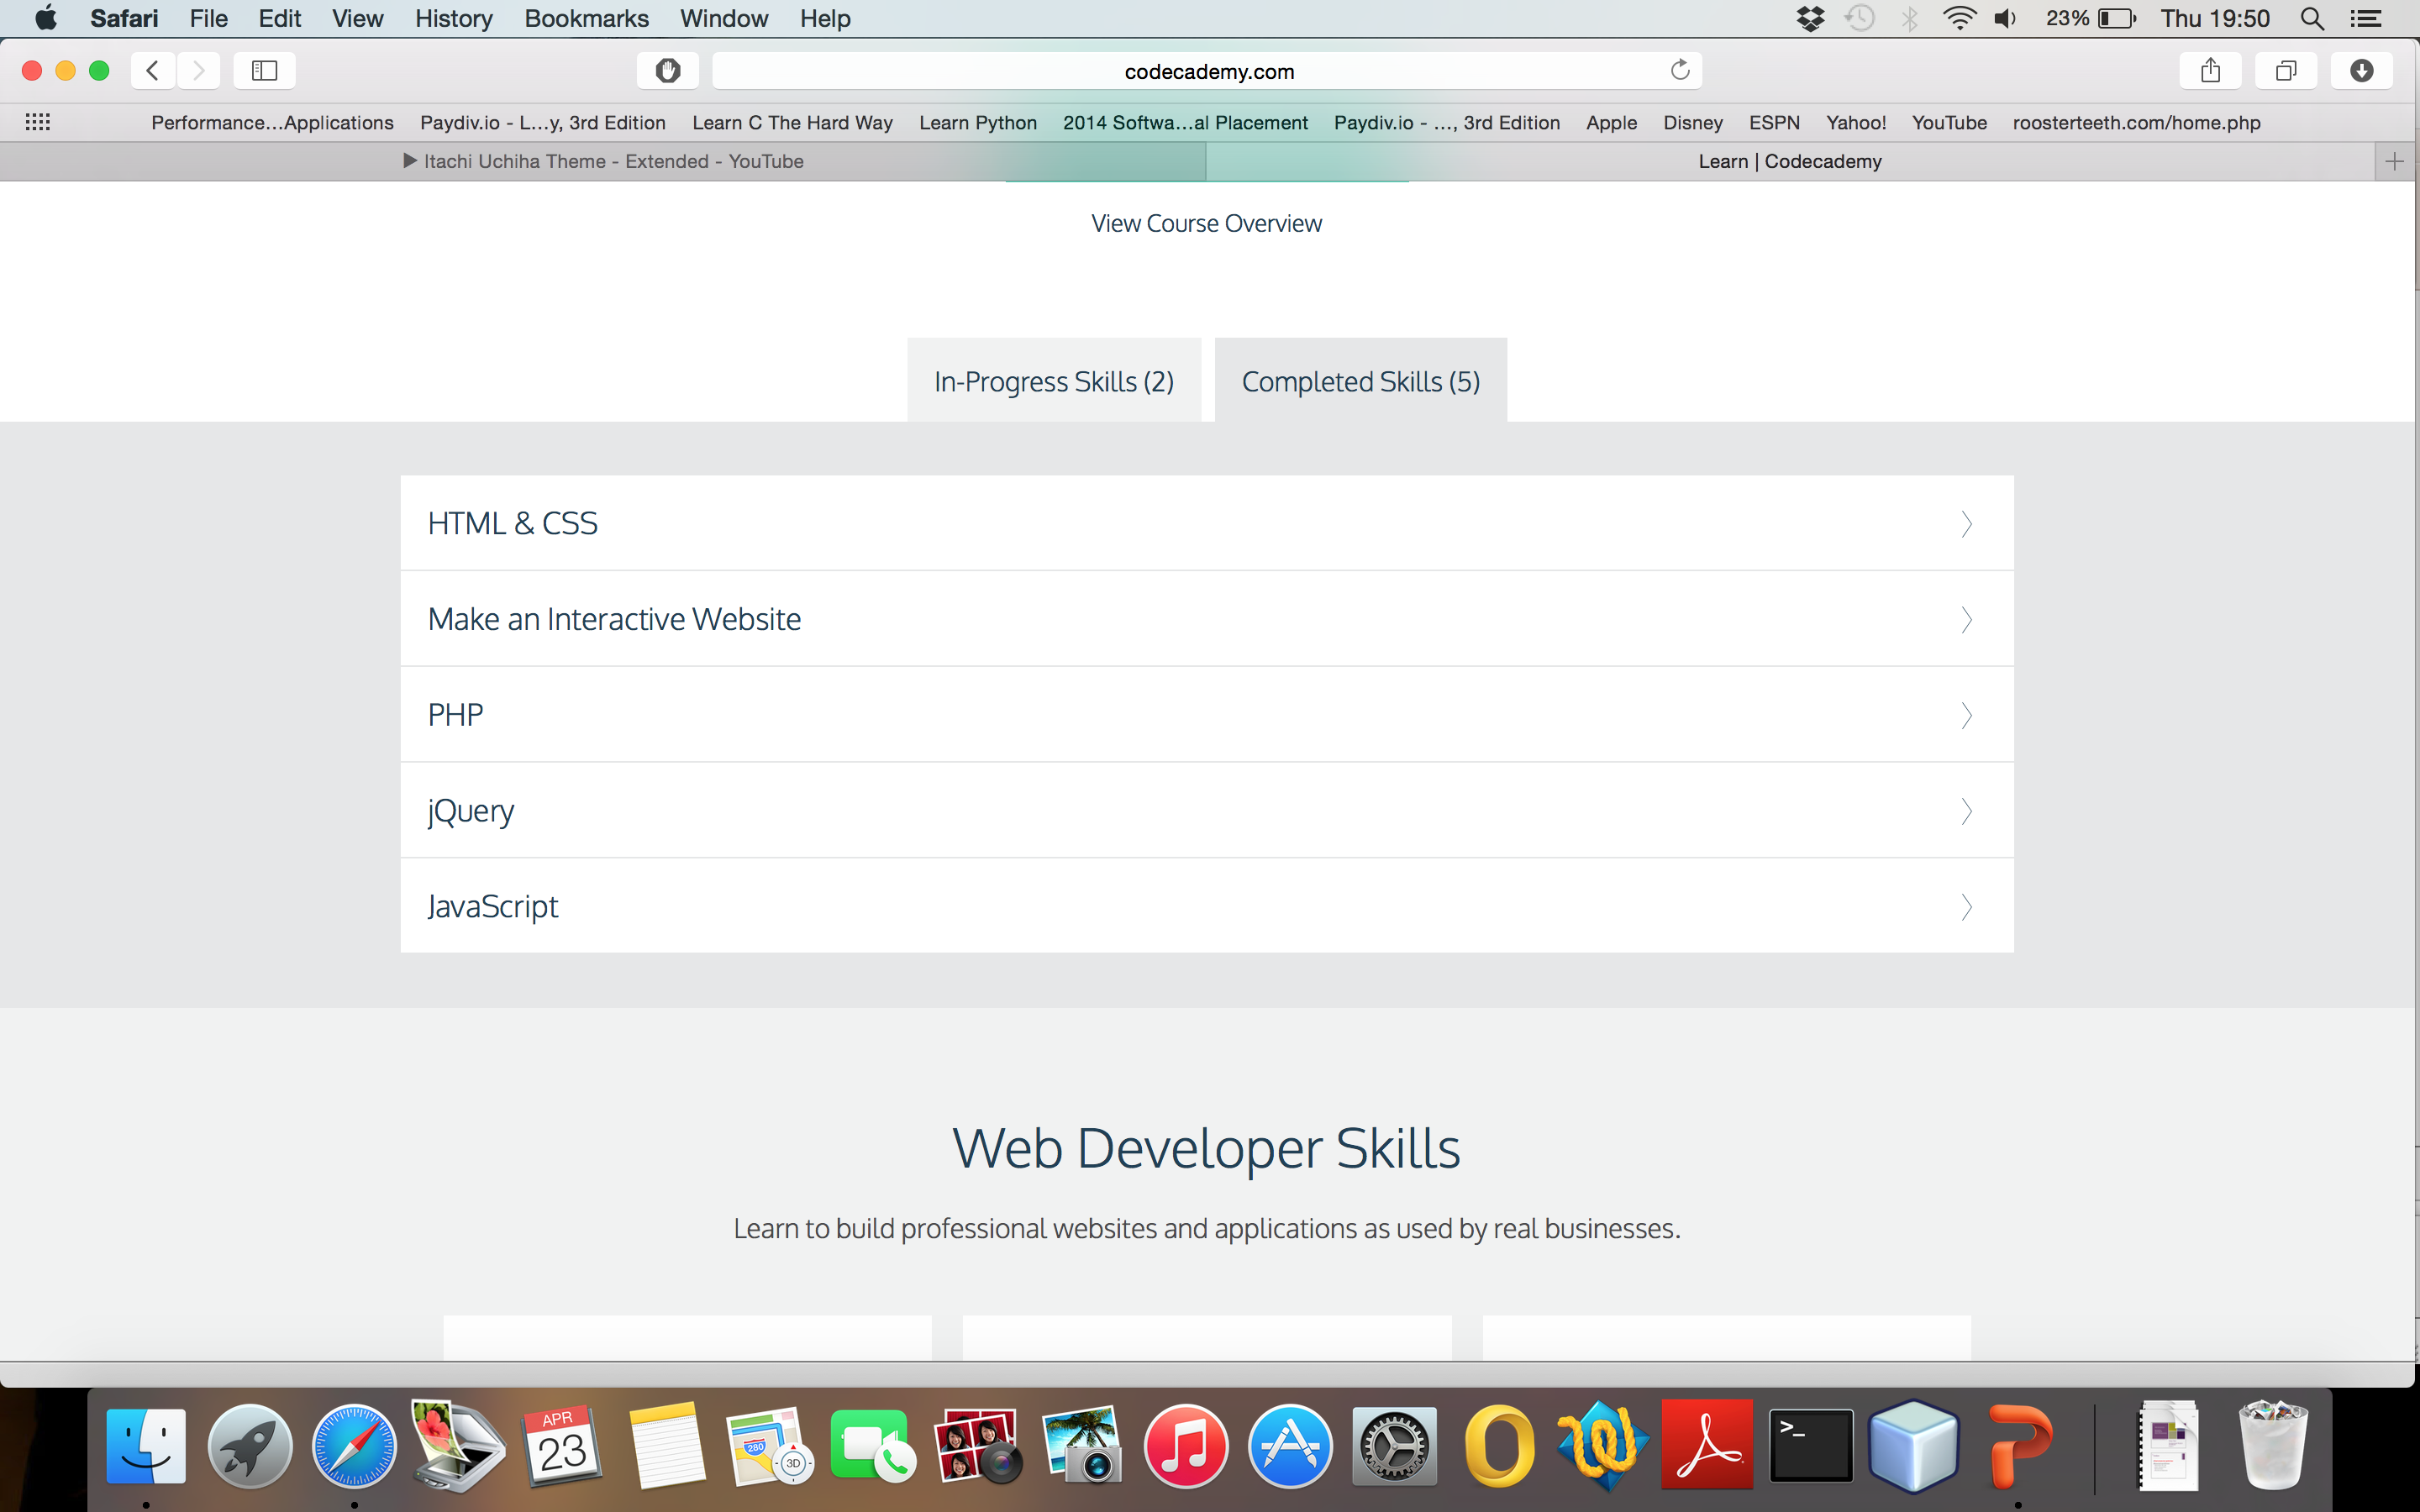 Safari File Edit View History Bookmarks Window Help 23% Thu 19:50
codecademy.com
Performance...Applications Paydiv.io - L...y, 3rd Edition Learn C The Hard Way Learn Python 2014 Softwa...al Placement Paydiv.io - ..., 3rd Edition Apple Disney ESPN Yahoo! YouTube roosterteeth.com/home.php
Itachi Uchiha Theme - Extended - YouTube Learn | Codecademy
View Course Overview
In-Progress Skills (2) Completed Skills (5)
HTML & CSS
Make an Interactive Website
PHP
jQuery
JavaScript
Web Developer Skills
Learn to build professional websites and applications as used by real businesses.
APR
23
280
3D
>_